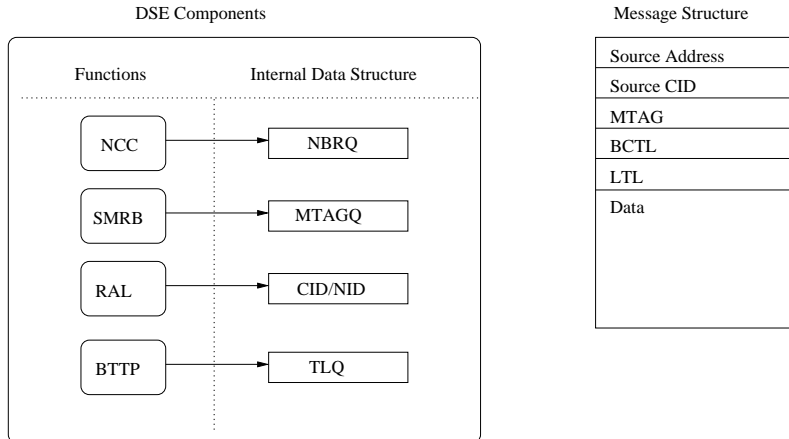 DSE Components
Functions
Internal Data Structure
NCC
NBRQ
SMRB
MTAGQ
RAL
CID/NID
BTTP
TLQ
Message Structure
Source Address
Source CID
MTAG
BCTL
LTL
Data